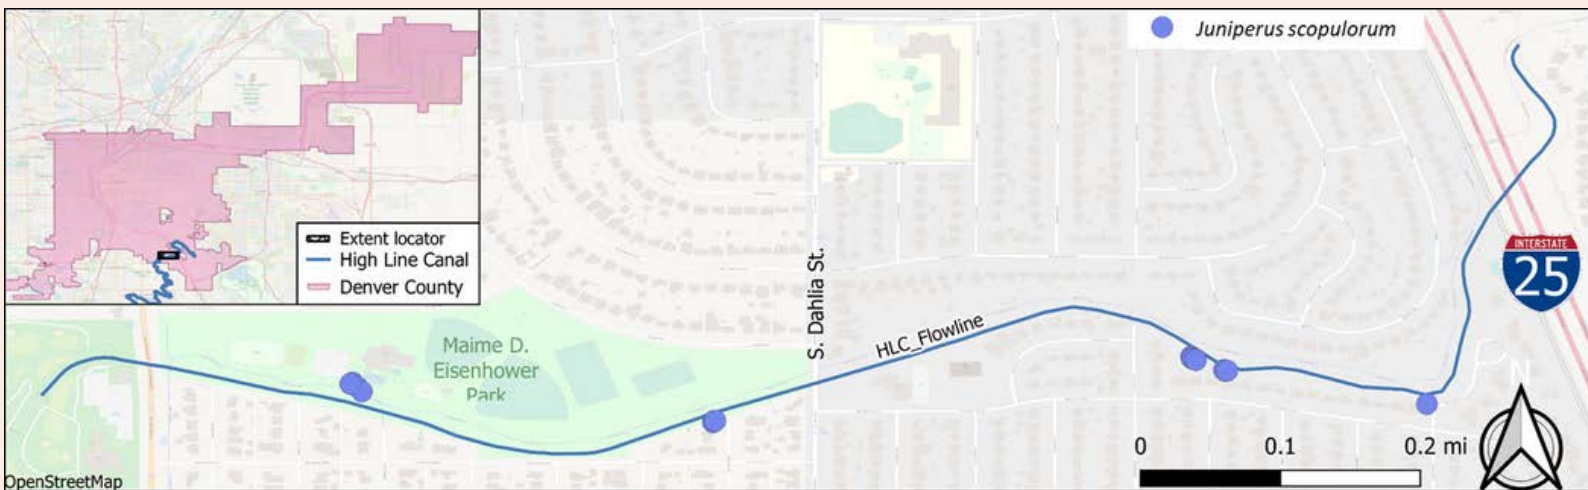 Juniperus scopulorum
Extent locator
High Line Canal
Denver County
S. Dahlia St.
INTERSTATE
25
HLC_Flowline
Maime D.
Eisenhower
Park
0 0.1 0.2 mi
N
OpenStreetMap